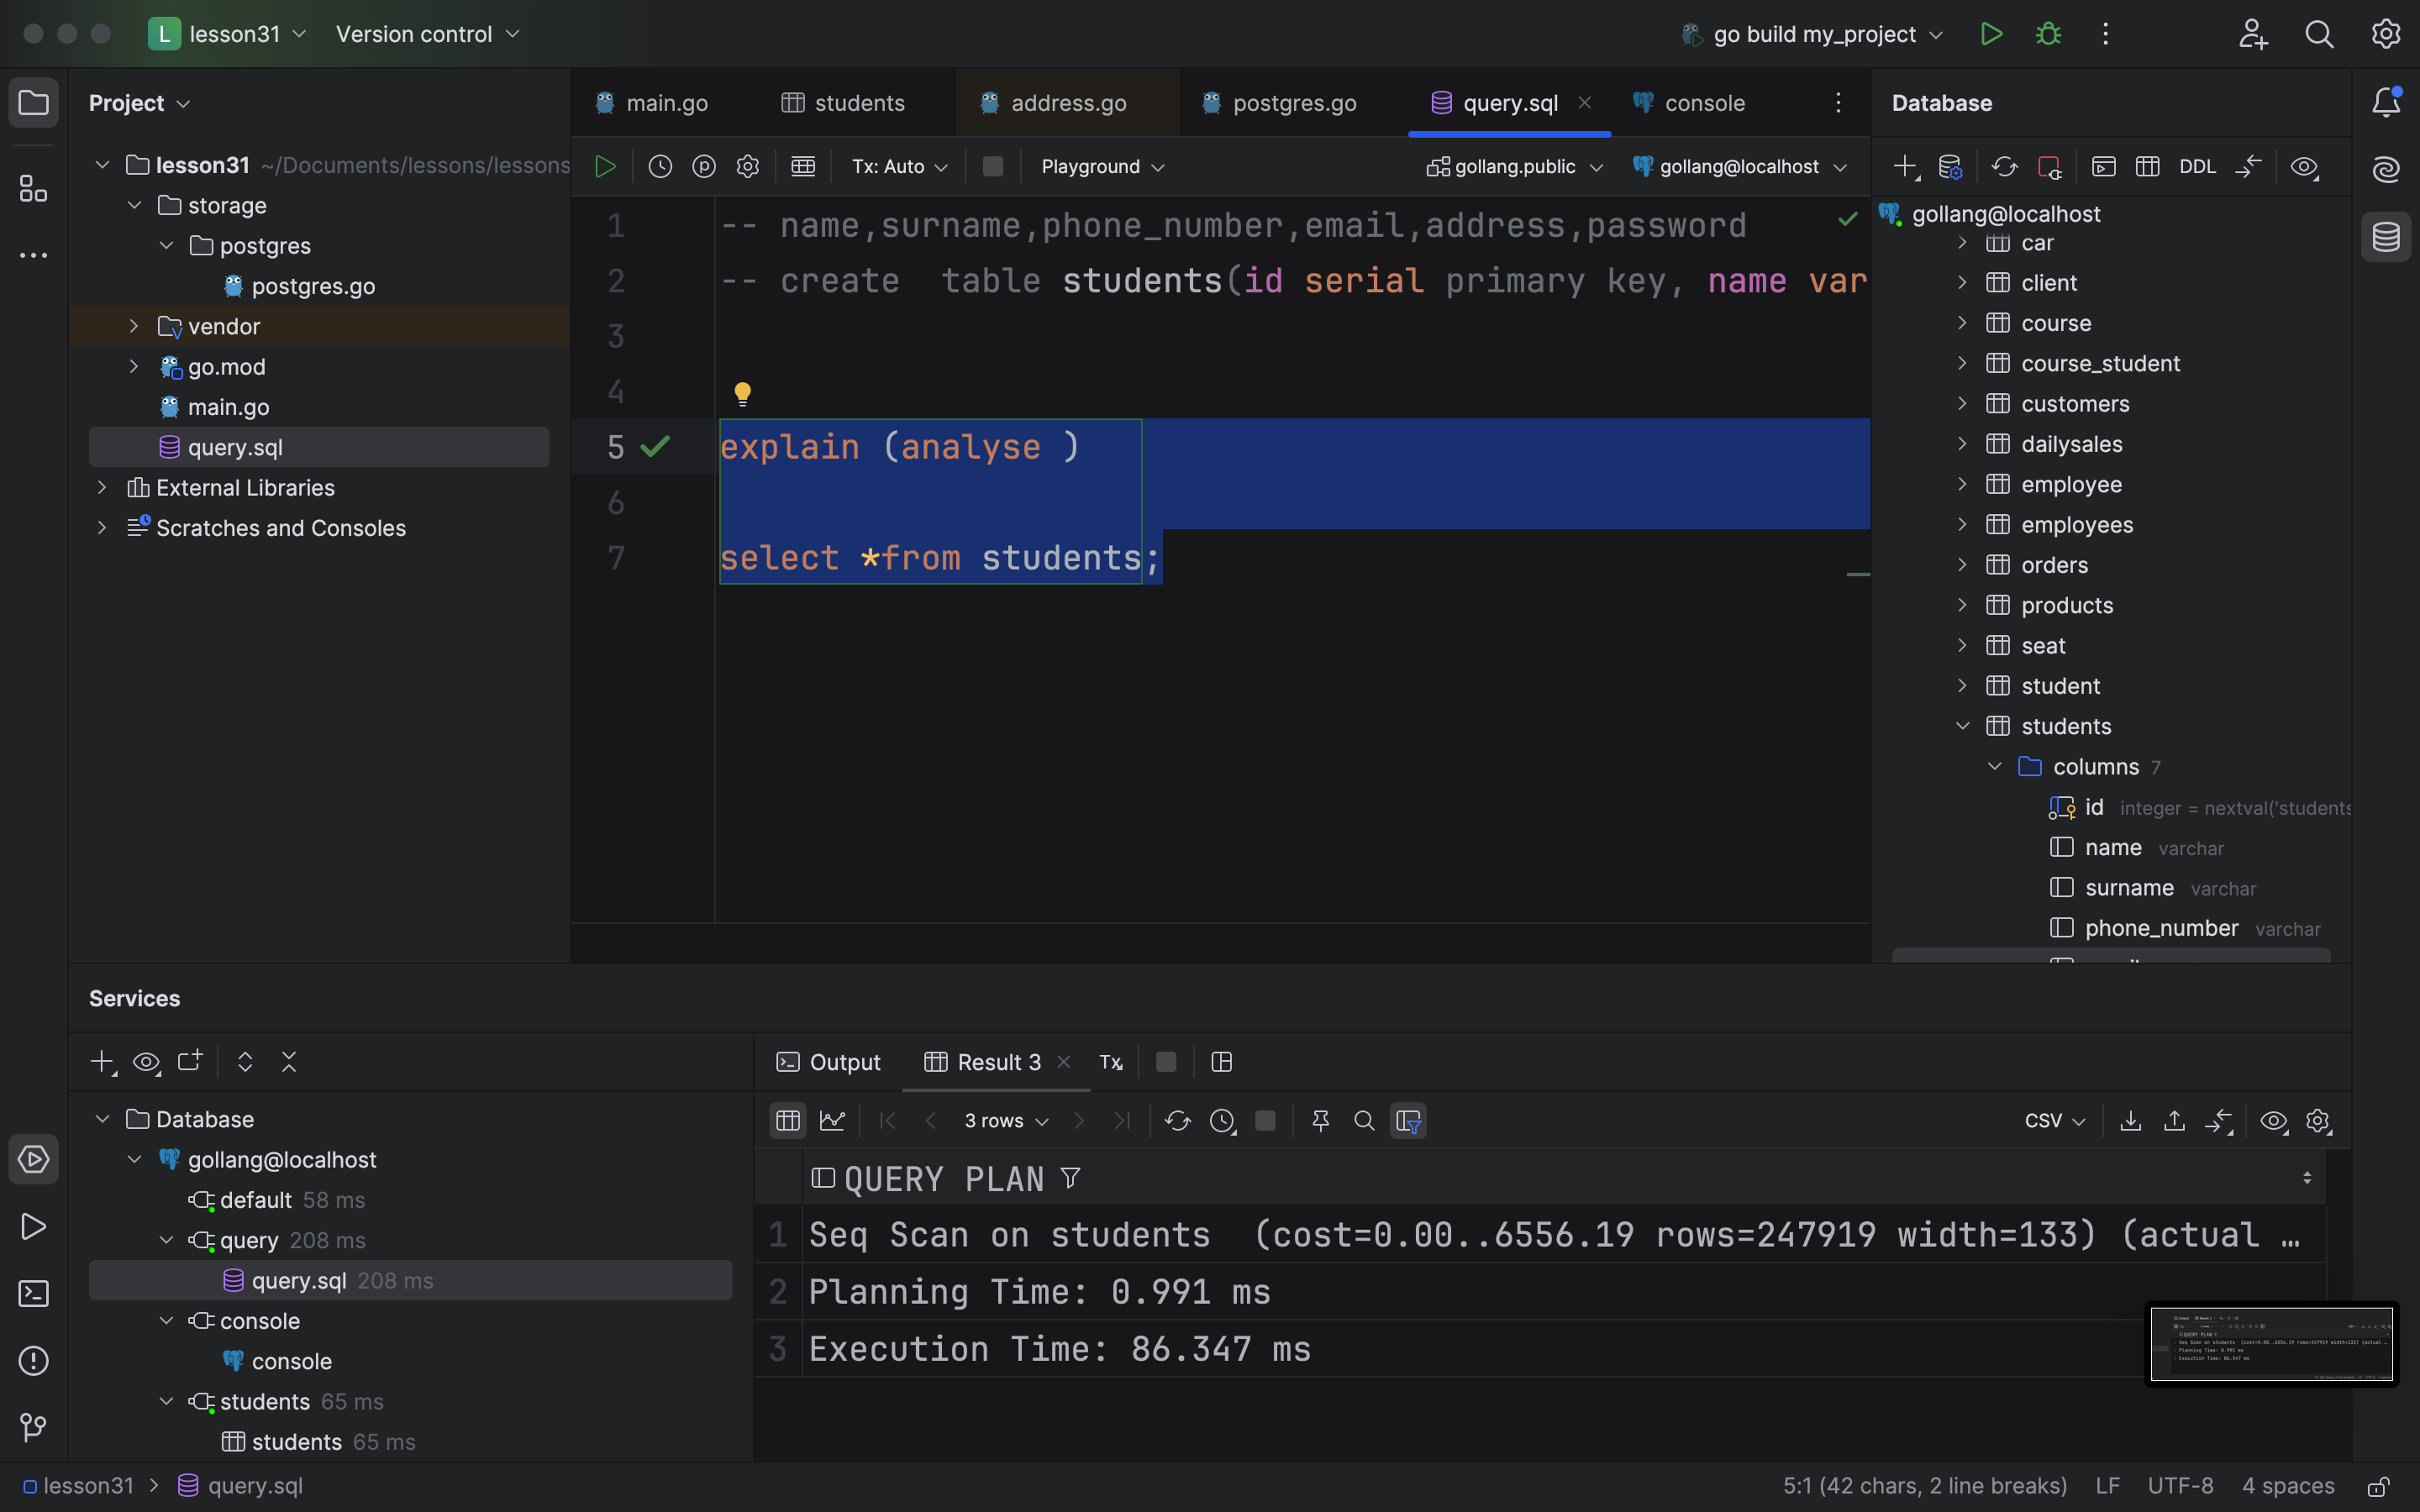 L lesson31
Version control
go build my_project
Project
lesson31 ~/Documents/lessons/lessons
storage
postgres
postgres.go
vendor
go.mod
main.go
query.sql
External Libraries
Scratches and Consoles
main.go
students
address.go
postgres.go
query.sql
console
Tx: Auto
Playground
gollang.public
gollang@localhost
1 -- name,surname,phone_number,email,address,password
2 -- create  table students(id serial primary key, name var
3
4
5 explain (analyse )
6
7 select *from students;
Database
DDL
gollang@localhost
car
client
course
course_student
customers
dailysales
employee
employees
orders
products
seat
student
students
columns 7
id integer = nextval('students
name varchar
surname varchar
phone_number varchar
Services
Database
gollang@localhost
default 58 ms
query 208 ms
query.sql 208 ms
console
console
students 65 ms
students 65 ms
Output
Result 3
Tx
3 rows
CSV
QUERY PLAN
1 Seq Scan on students  (cost=0.00..6556.19 rows=247919 width=133) (actual …
2 Planning Time: 0.991 ms
3 Execution Time: 86.347 ms
lesson31 > query.sql
5:1 (42 chars, 2 line breaks)
LF
UTF-8
4 spaces